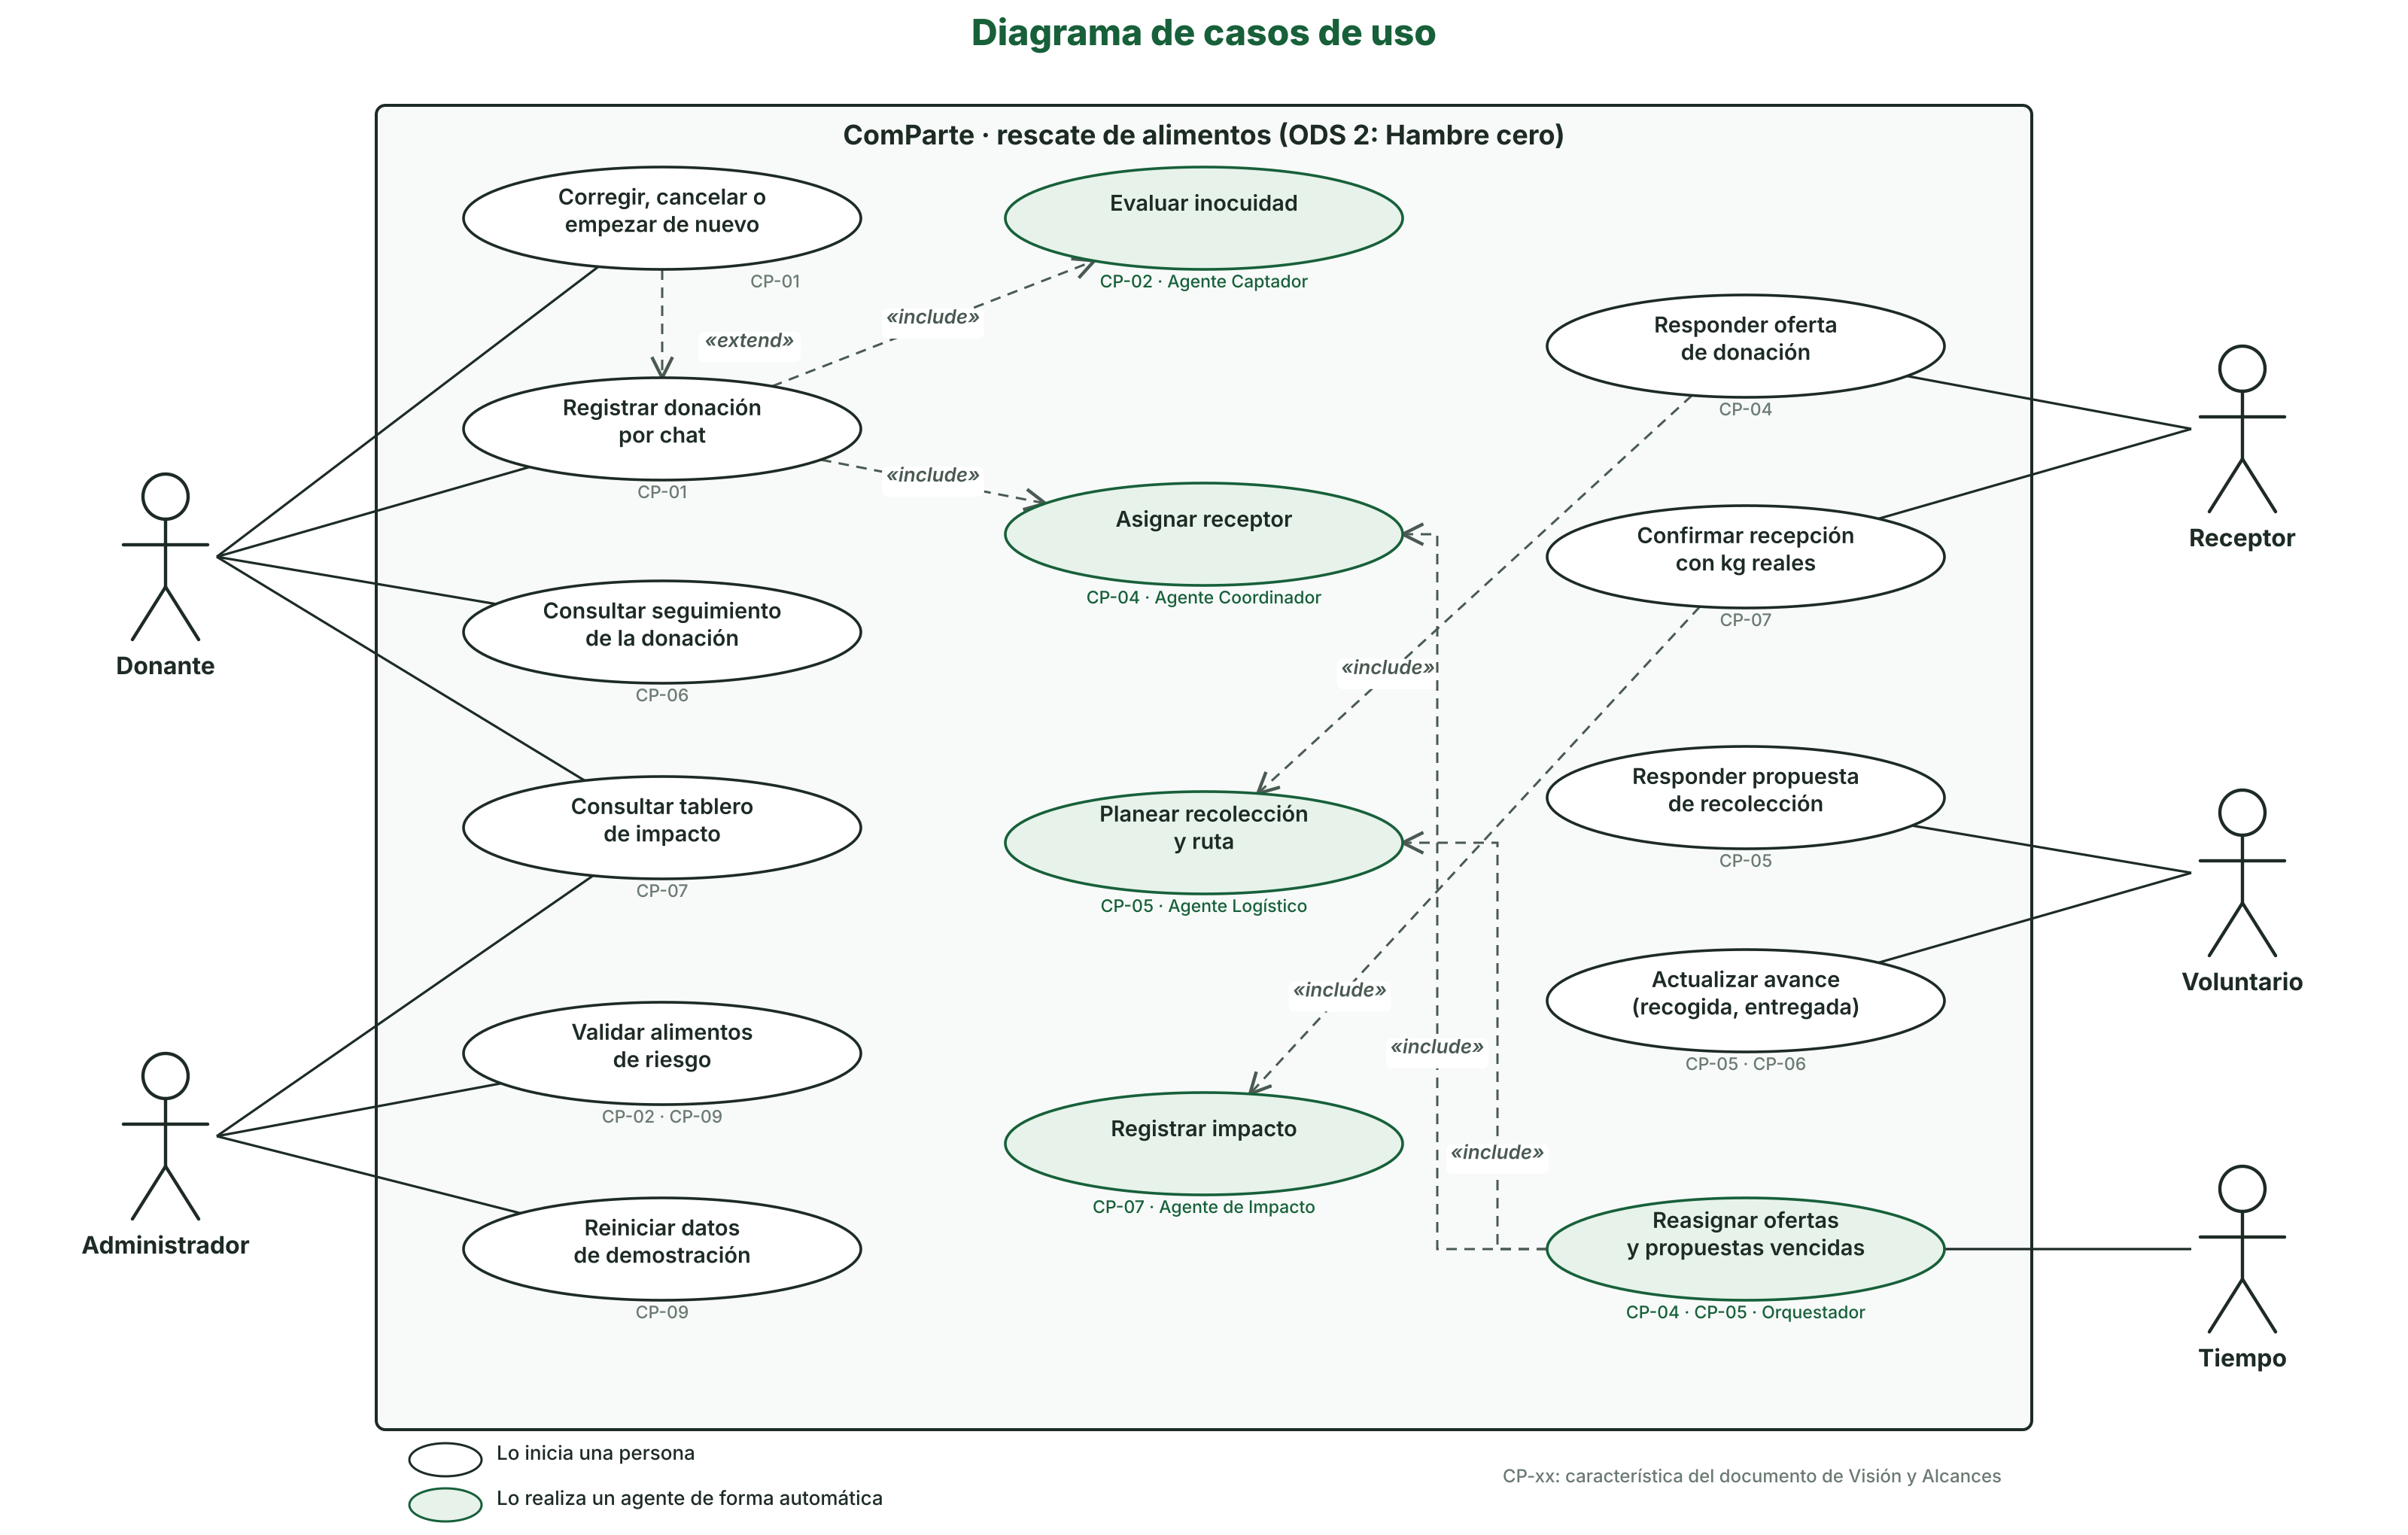 Diagrama de casos de uso
ComParte · rescate de alimentos (ODS 2: Hambre cero)
Corregir, cancelar o
empezar de nuevo
CP-01
Evaluar inocuidad
CP-02 · Agente Captador
«extend»
«include»
Responder oferta
de donación
CP-04
Registrar donación
por chat
CP-01
«include»
Asignar receptor
CP-04 · Agente Coordinador
Confirmar recepción
con kg reales
CP-07
Receptor
Donante
Consultar seguimiento
de la donación
CP-06
«include»
Consultar tablero
de impacto
CP-07
Planear recolección
y ruta
CP-05 · Agente Logístico
Responder propuesta
de recolección
CP-05
Voluntario
«include»
Actualizar avance
(recogida, entregada)
CP-05 · CP-06
Validar alimentos
de riesgo
CP-02 · CP-09
«include»
Registrar impacto
CP-07 · Agente de Impacto
«include»
Administrador
Reiniciar datos
de demostración
CP-09
Reasignar ofertas
y propuestas vencidas
CP-04 · CP-05 · Orquestador
Tiempo
Lo inicia una persona
Lo realiza un agente de forma automática
CP-xx: característica del documento de Visión y Alcances